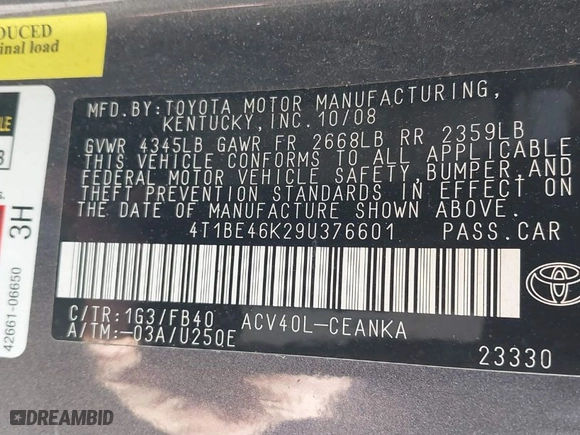 DUCED
ginal load
MFD.BY:TOYOTA MOTOR MANUFACTURING,
KENTUCKY,INC.10/08
GVWR 4345LB GAWR FR 2668LB RR 2359LB
THIS VEHICLE CONFORMS TO ALL APPLICABLE
FEDERAL MOTOR VEHICLE SAFETY,BUMPER,AND
THEFT PREVENTION STANDARDS IN EFFECT ON
THE DATE OF MANUFACTURE SHOWN ABOVE.
4T1BE46K29U376601 PASS.CAR
C/TR:1G3/FB40 ACV40L-CEANKA
A/TM:-03A/U250E
23330
TOYOTA
3H
42661-06650
DREAMBID